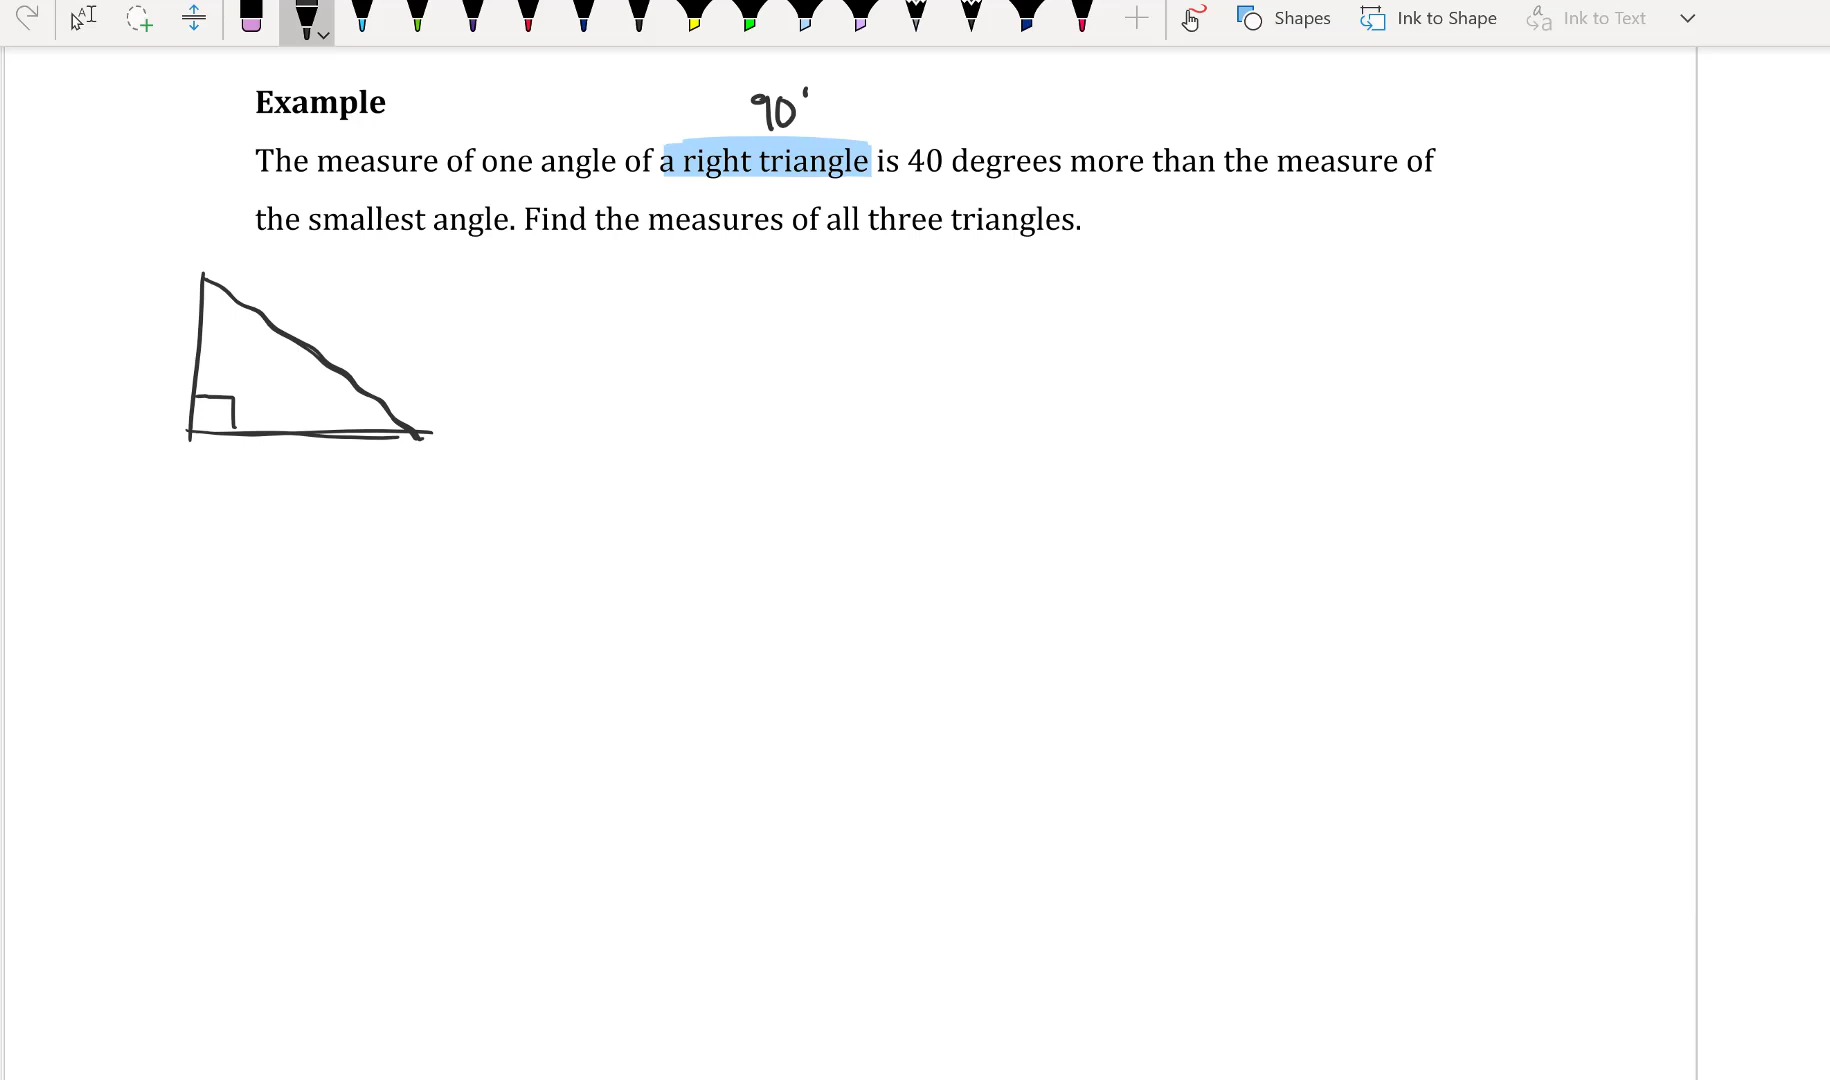 Shapes Ink to Shape Ink to Text
Example
90°
The measure of one angle of a right triangle is 40 degrees more than the measure of
the smallest angle. Find the measures of all three triangles.